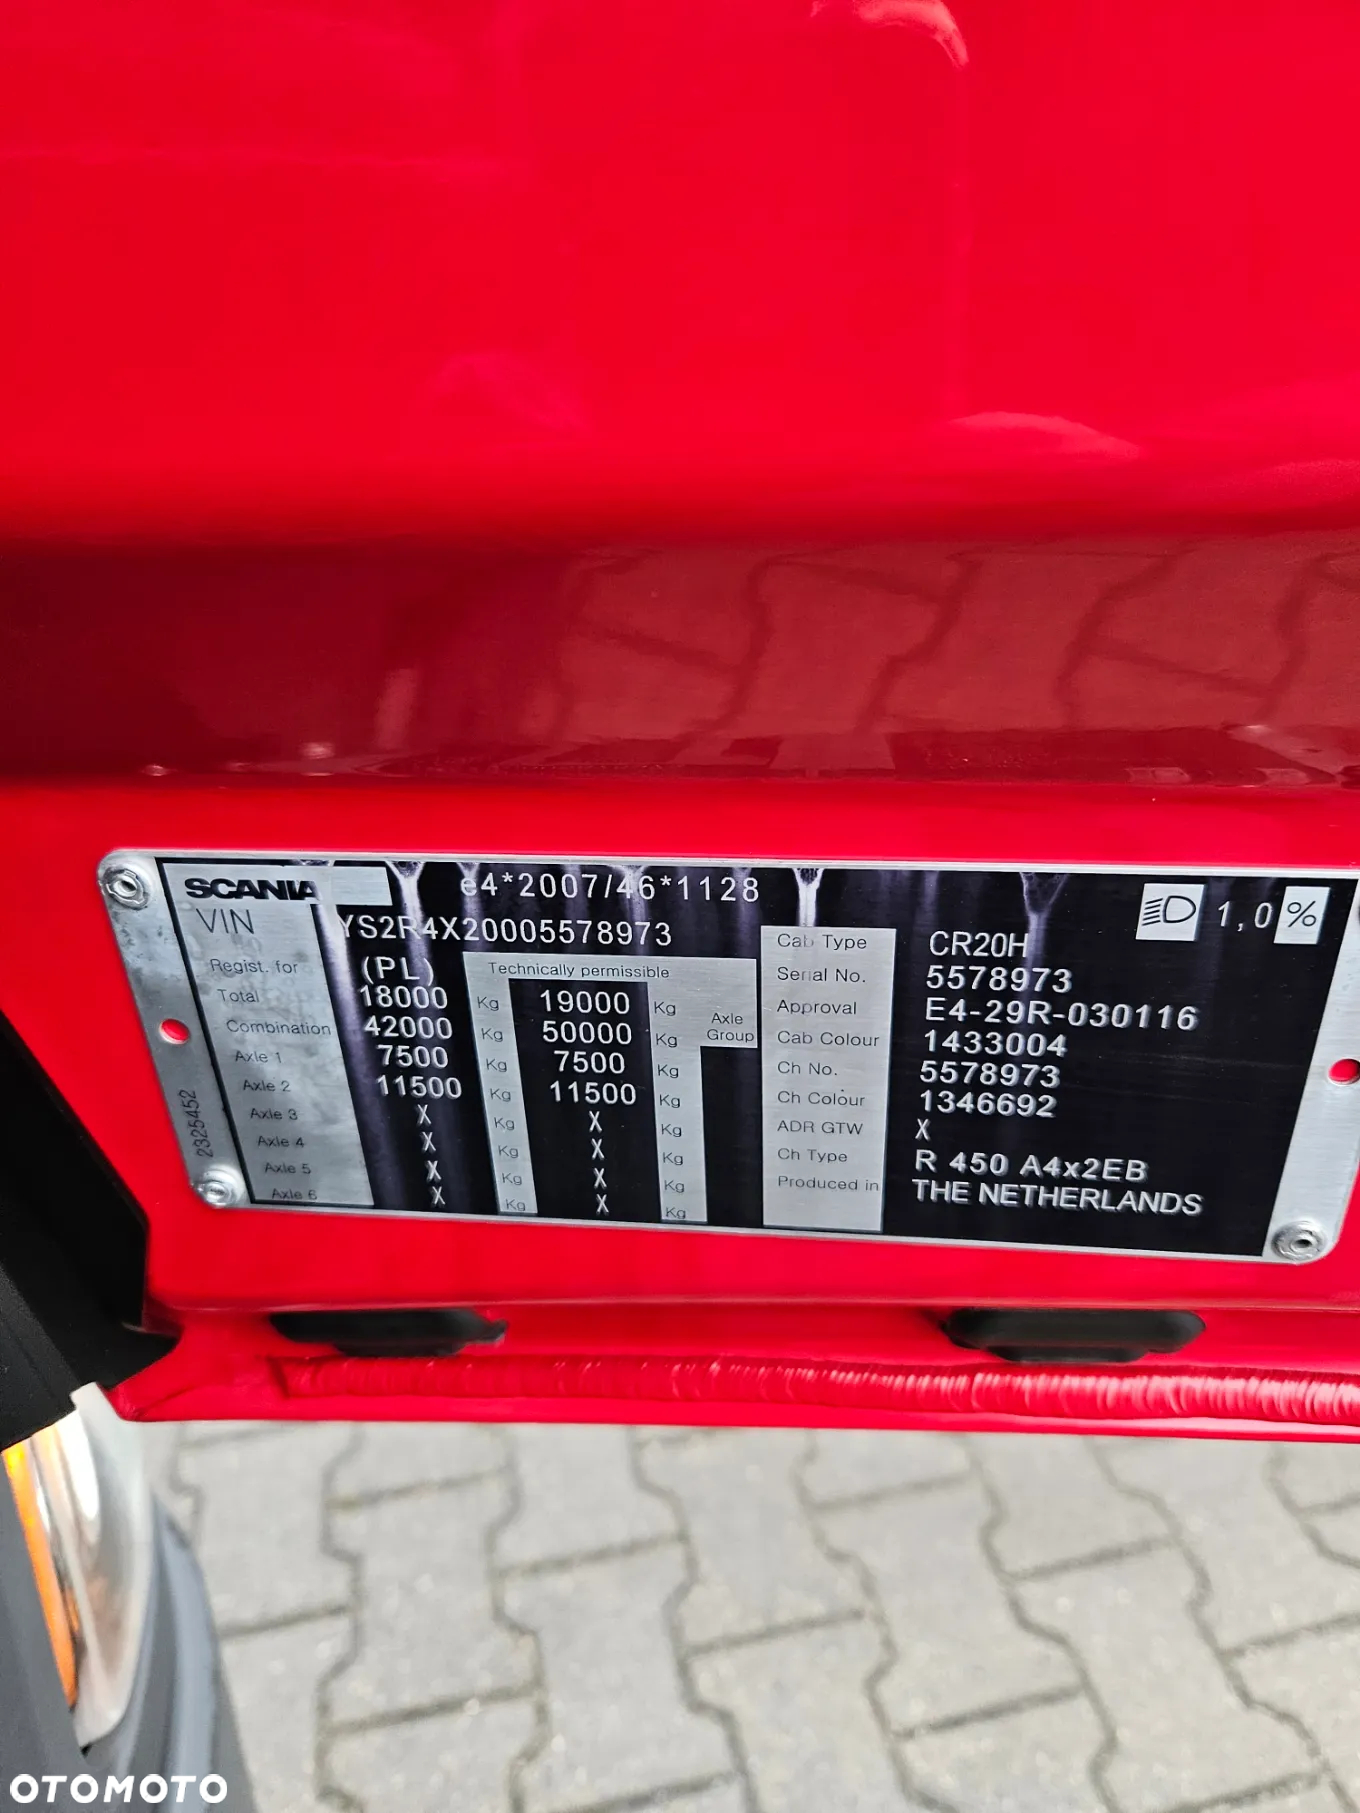 SCANIA e4*2007/46*1128
VIN YS2R4X20005578973
1,0 %
Regist. for (PL) Technically permissible
Total 18000 Kg 19000 Kg
Combination 42000 Kg 50000 Kg
Axle 1 7500 Kg 7500 Kg
Axle 2 11500 Kg 11500 Kg
Axle 3 X Kg X Kg
Axle 4 X Kg X Kg
Axle 5 X Kg X Kg
Axle 6 X Kg X Kg
Axle
Group
Cab Type CR20H
Serial No. 5578973
Approval E4-29R-030116
Cab Colour 1433004
Ch No. 5578973
Ch Colour 1346692
ADR GTW X
Ch Type R 450 A4x2EB
Produced in THE NETHERLANDS
2325452
OTOMOTO